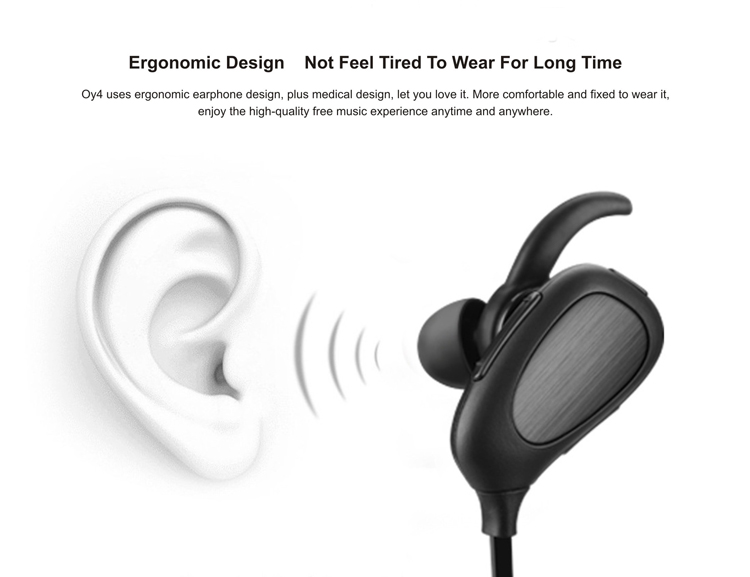 Ergonomic Design    Not Feel Tired To Wear For Long Time
Oy4 uses ergonomic earphone design, plus medical design, let you love it. More comfortable and fixed to wear it,
enjoy the high-quality free music experience anytime and anywhere.